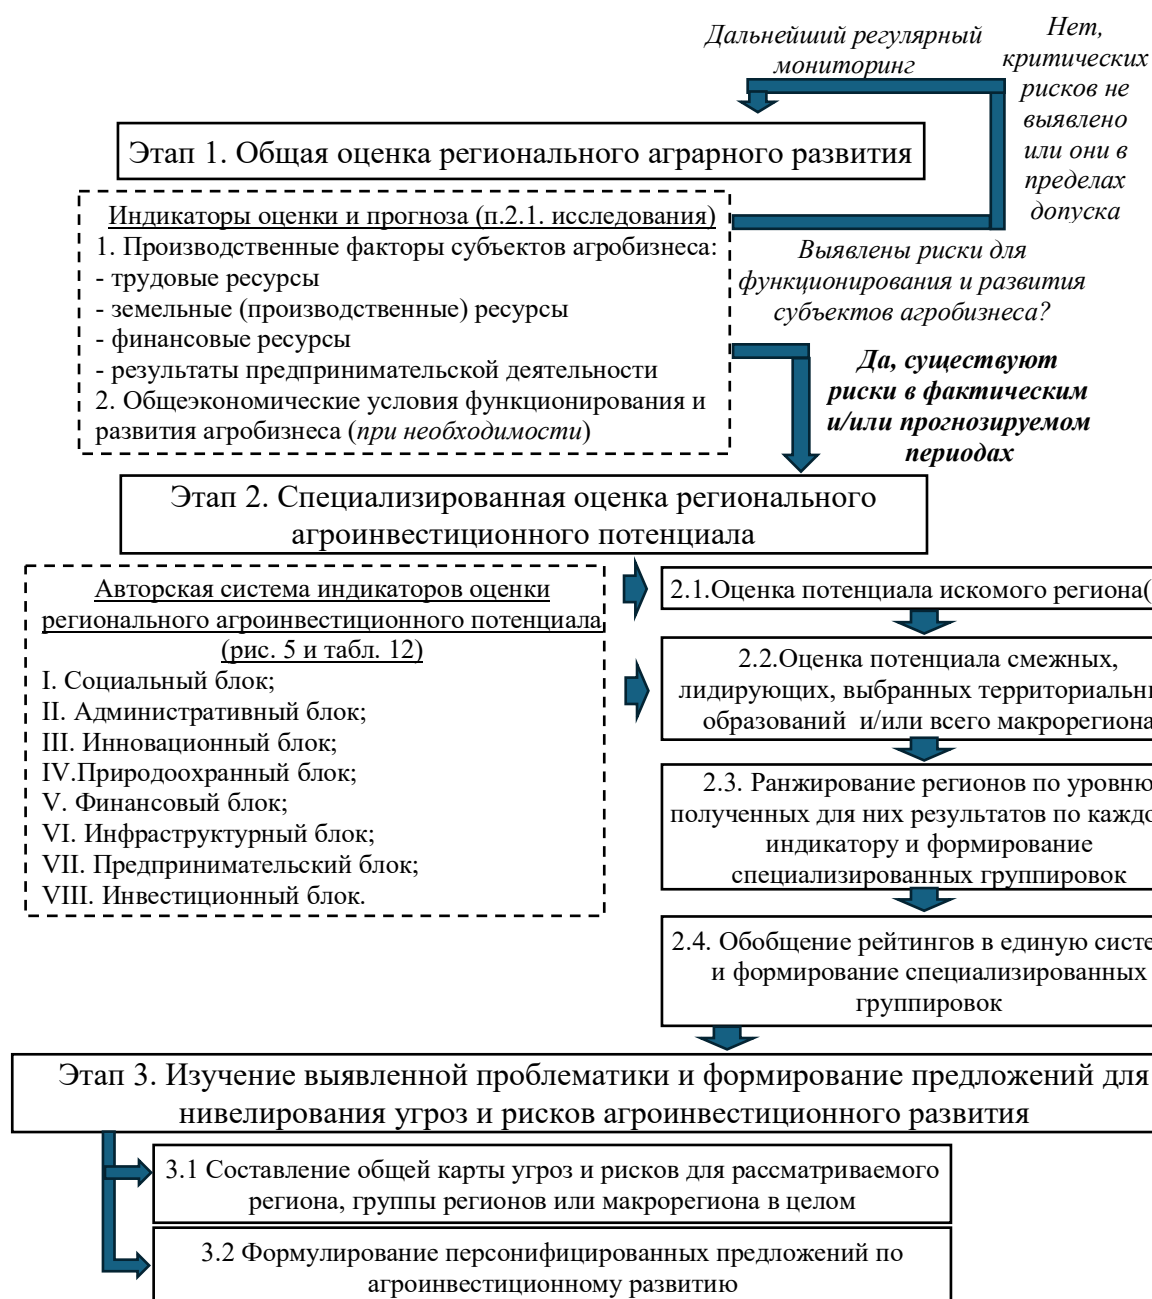 Дальнейший регулярный
мониторинг
Нет,
критических
рисков не
выявлено
или они в
пределах
допуска
Этап 1. Общая оценка регионального аграрного развития
Индикаторы оценки и прогноза (п.2.1. исследования)
1. Производственные факторы субъектов агробизнеса:
- трудовые ресурсы
- земельные (производственные) ресурсы
- финансовые ресурсы
- результаты предпринимательской деятельности
2. Общеэкономические условия функционирования и
развития агробизнеса (при необходимости)
Выявлены риски для
функционирования и развития
субъектов агробизнеса?
Да, существуют
риски в фактическим
и/или прогнозируемом
периодах
Этап 2. Специализированная оценка регионального
агроинвестиционного потенциала
Авторская система индикаторов оценки
регионального агроинвестиционного потенциала
(рис. 5 и табл. 12)
I. Социальный блок;
II. Административный блок;
III. Инновационный блок;
IV.Природоохранный блок;
V. Финансовый блок;
VI. Инфраструктурный блок;
VII. Предпринимательский блок;
VIII. Инвестиционный блок.
2.1.Оценка потенциала искомого региона(
2.2.Оценка потенциала смежных,
лидирующих, выбранных
образований и/или всего макрорегиона
2.3. Ранжирование регионов по уровню
полученных для них результатов по
индикатору и формирование
специализированных группировок
2.4. Обобщение рейтингов в единую
и формирование специализированных
группировок
Этап 3. Изучение выявленной проблематики и формирование предложений для
нивелирования угроз и рисков агроинвестиционного развития
3.1 Составление общей карты угроз и рисков для рассматриваемого
региона, группы регионов или макрорегиона в целом
3.2 Формулирование персонифицированных предложений по
агроинвестиционному развитию